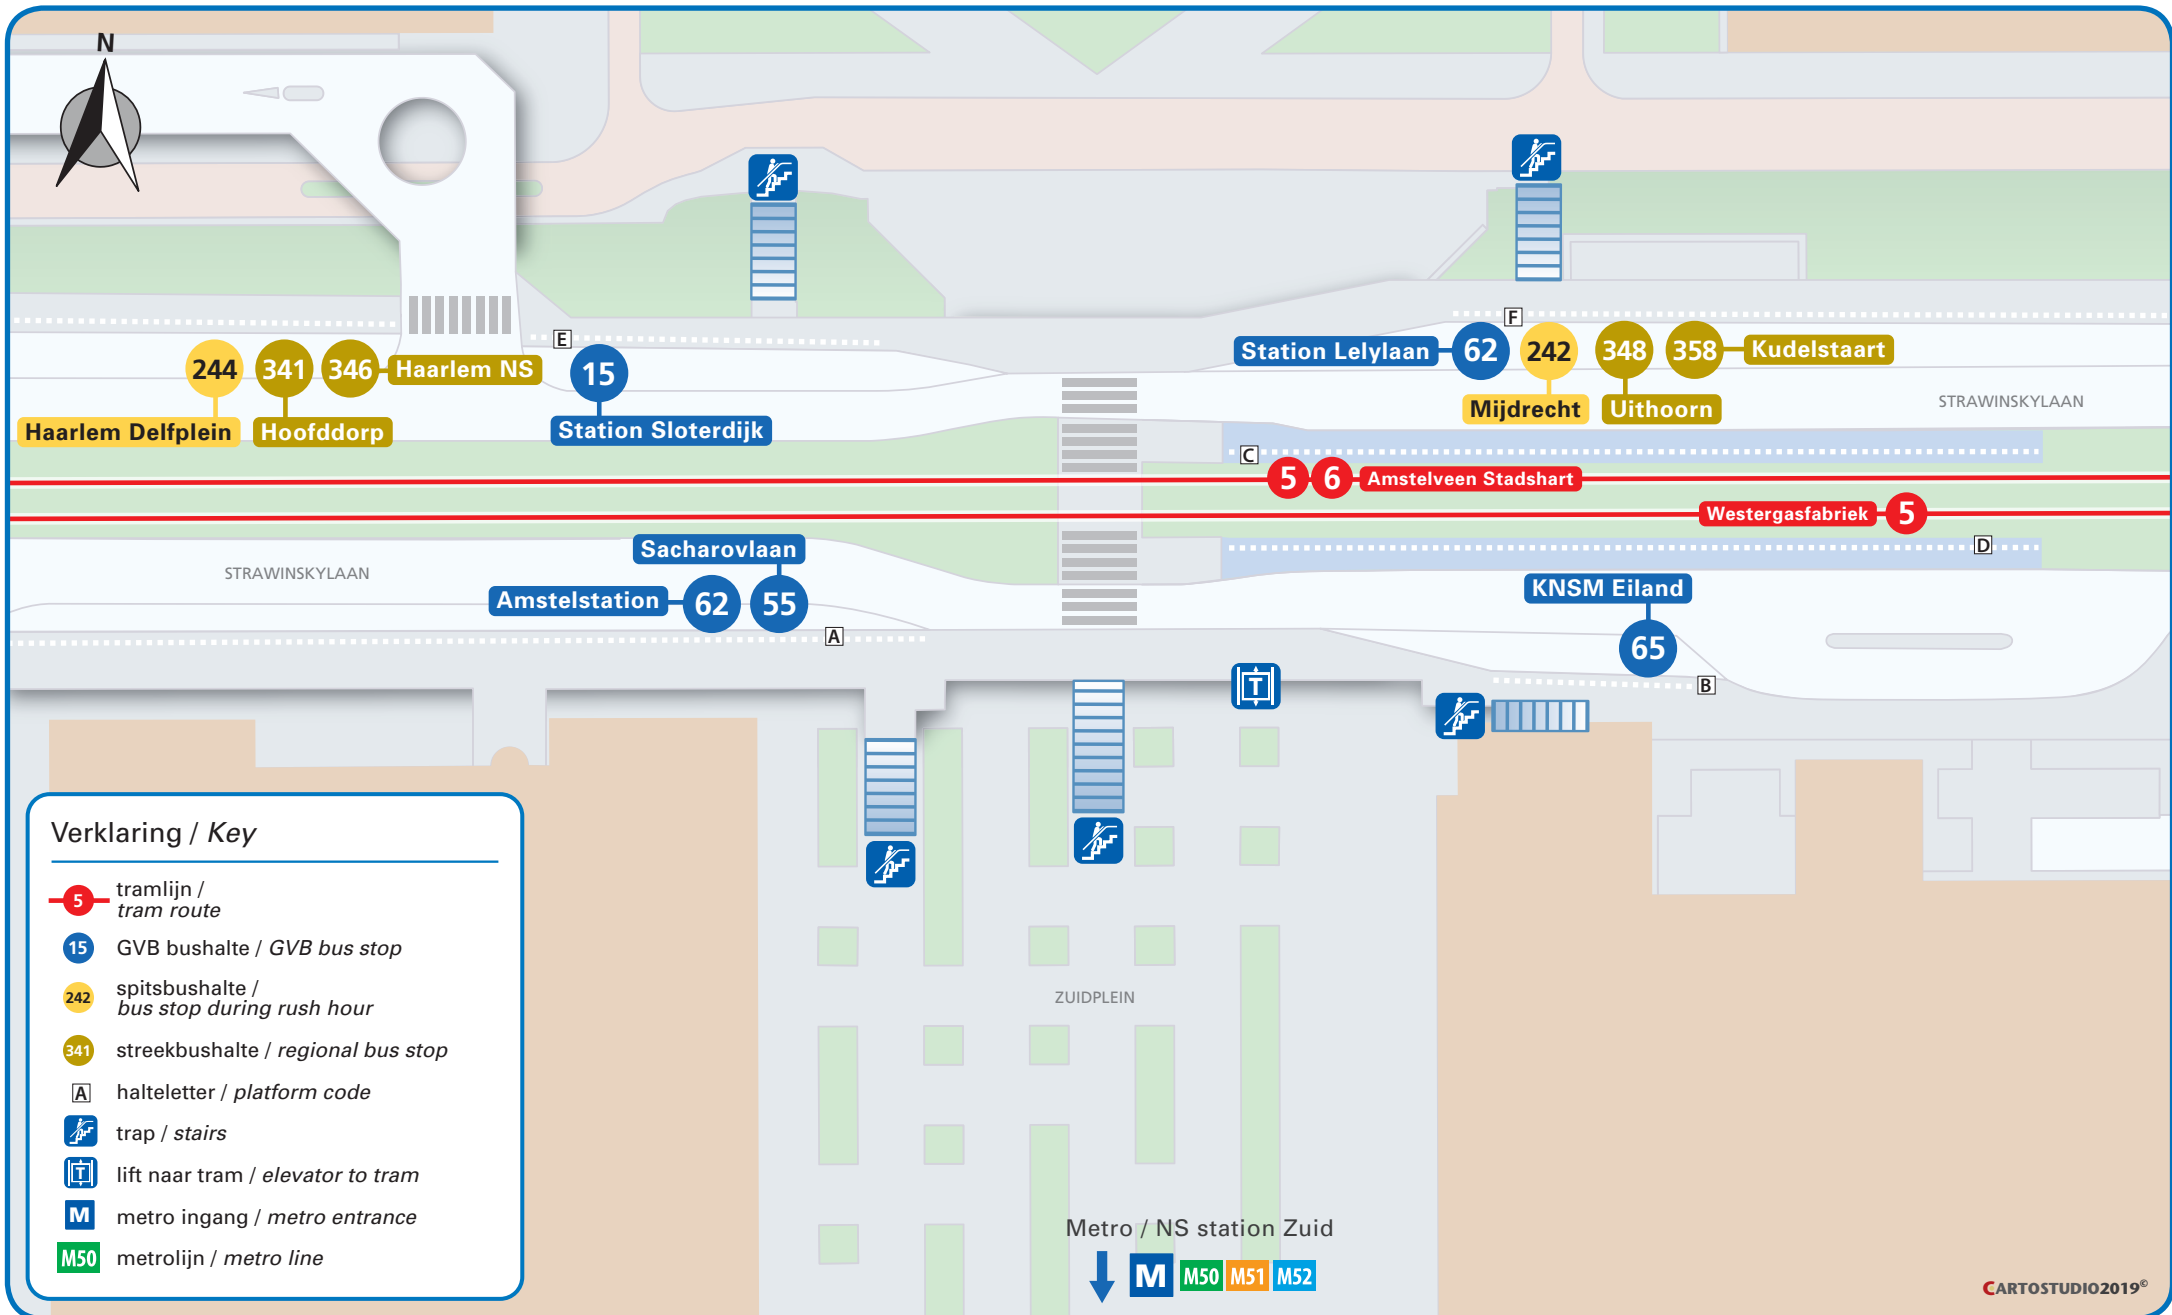 N
F
E
15
Station Sloterdijk
244
341
346
Haarlem NS
Haarlem Delfplein
Hoofddorp
Station Lelylaan
62
242
348
358
Kudelstaart
Mijdrecht
Uithoorn
STRAWINSKYLAAN
C
5
6
Amstelveen Stadshart
Westergasfabriek
5
D
STRAWINSKYLAAN
Sacharovlaan
Amstelstation
62
55
A
KNSM Eiland
65
B
T
Verklaring / Key
5
tramlijn /
tram route
15
GVB bushalte / GVB bus stop
242
spitsbushalte /
bus stop during rush hour
341
streekbushalte / regional bus stop
A
halteletter / platform code
trap / stairs
T
lift naar tram / elevator to tram
M
metro ingang / metro entrance
M50
metrolijn / metro line
ZUIDPLEIN
Metro / NS station Zuid
M M50 M51 M52
CARTOSTUDIO2019©